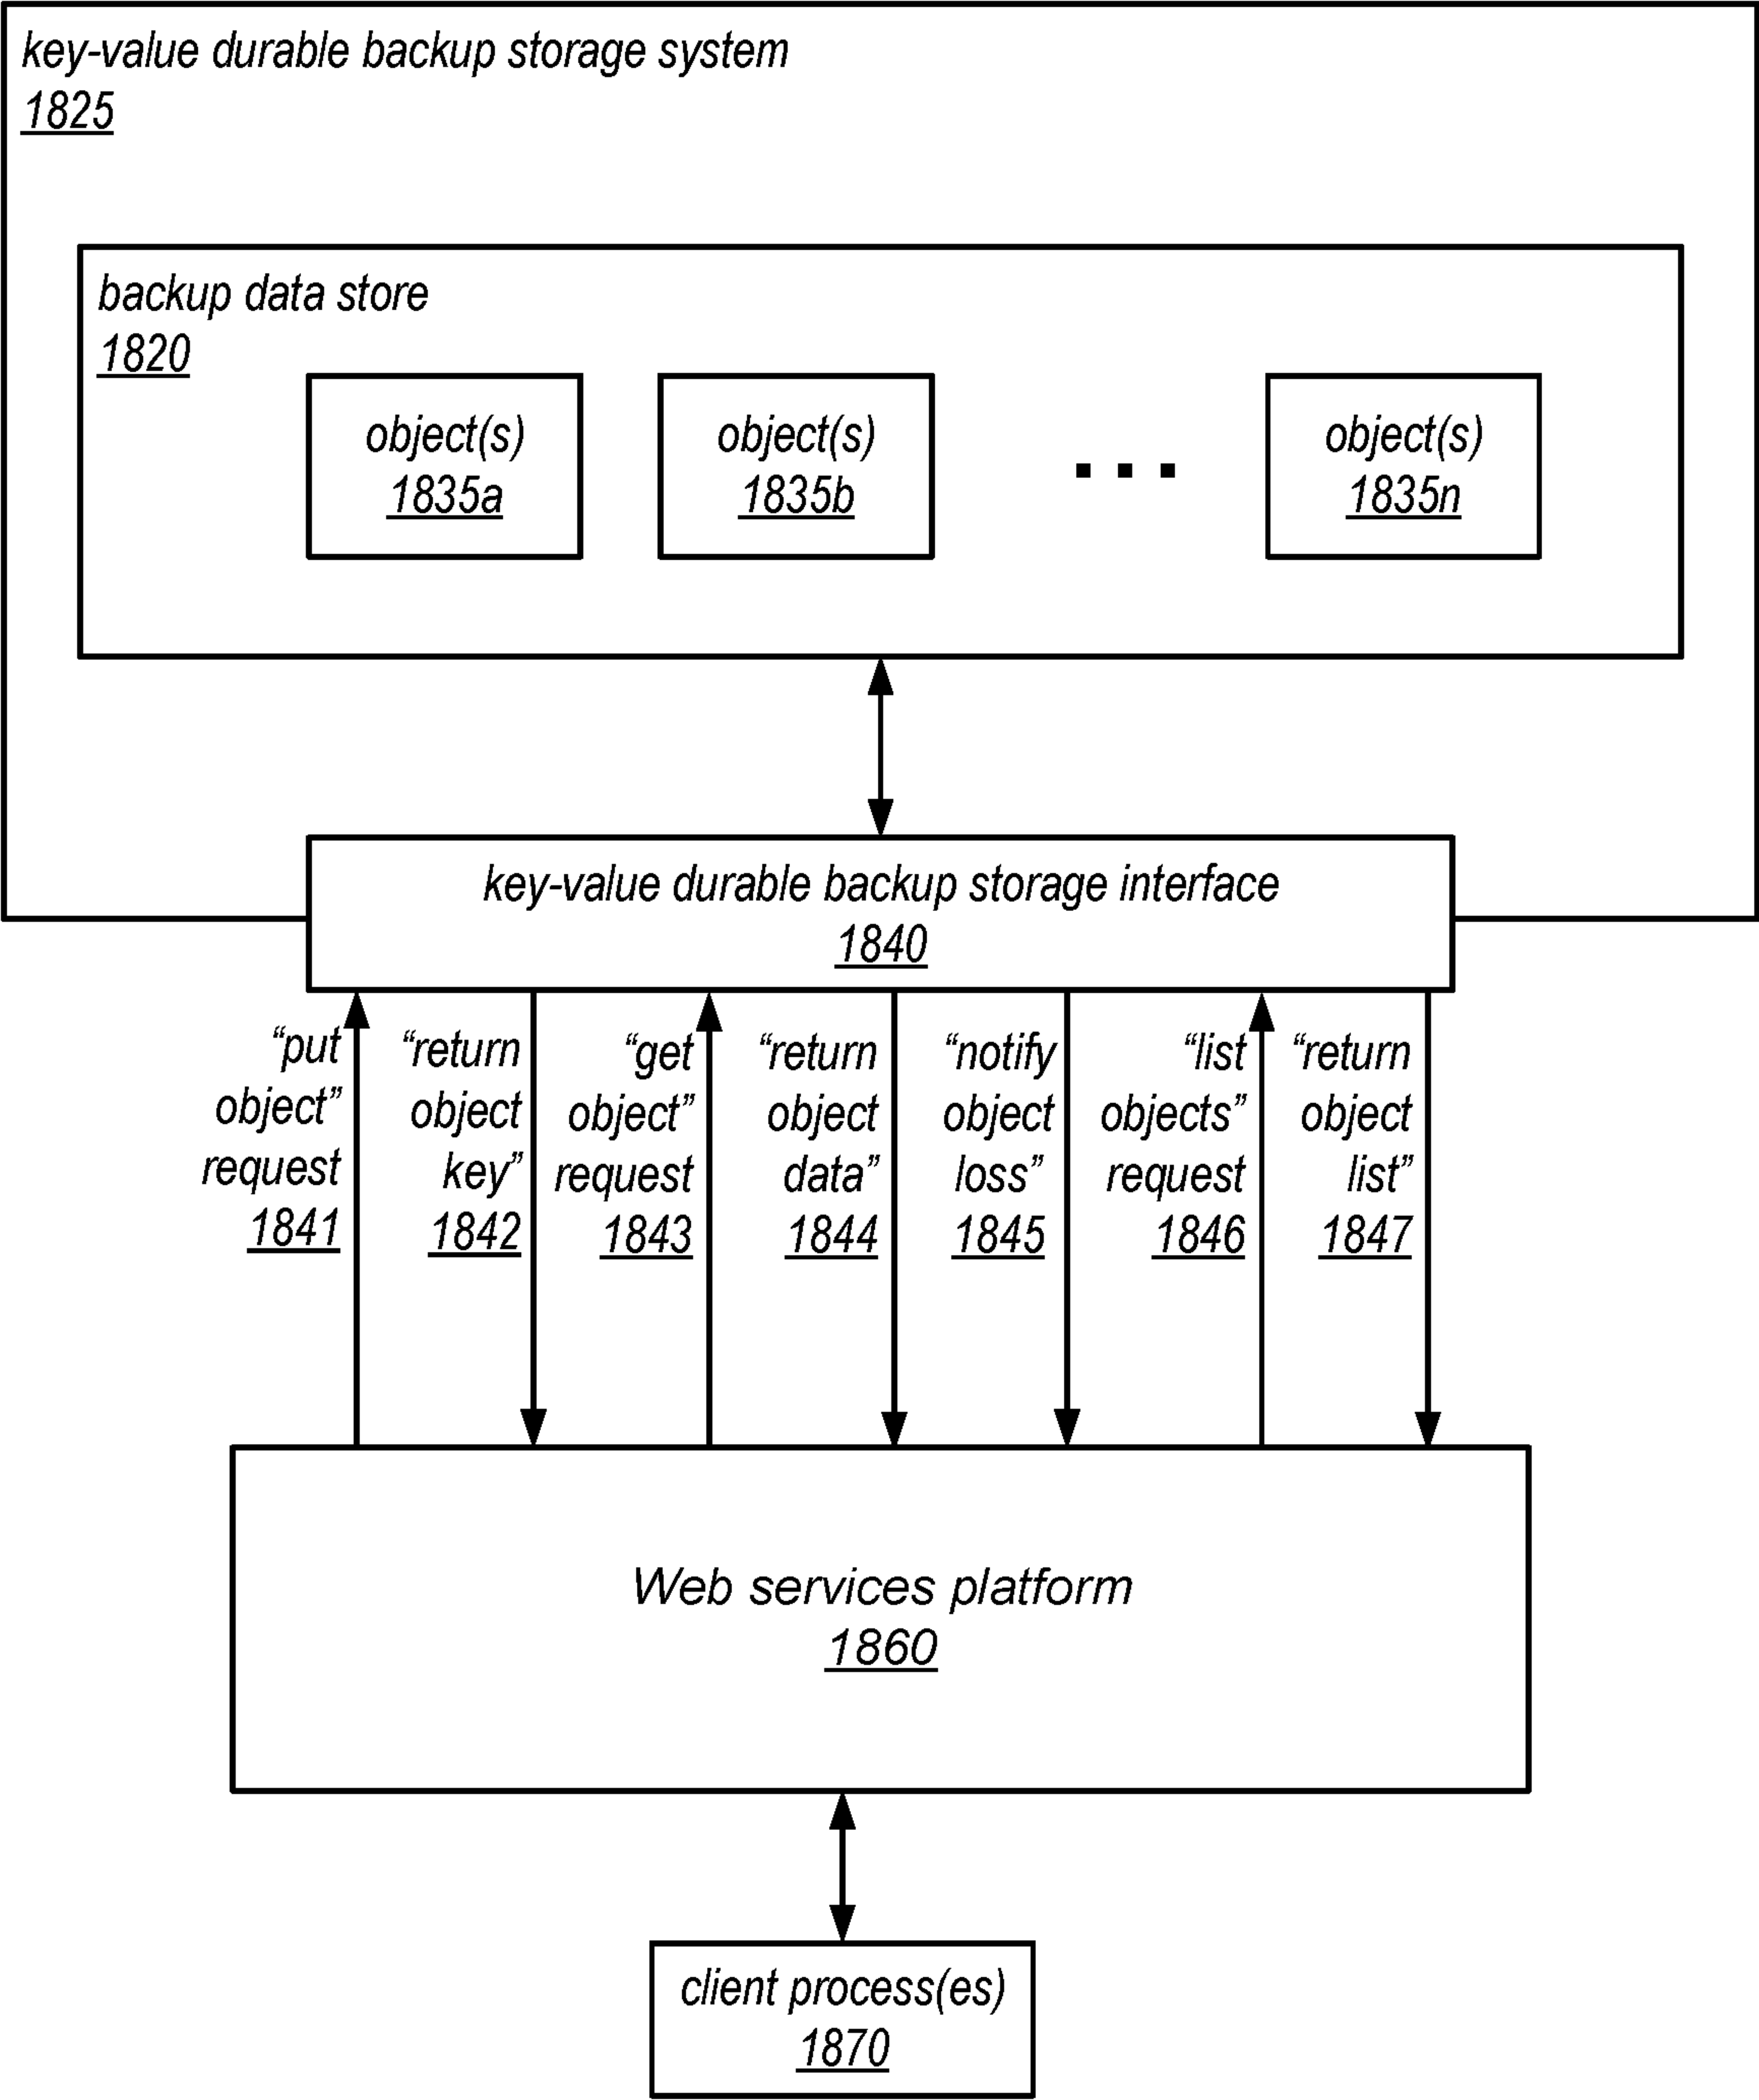 key-value durable backup storage system
1825
backup data store
1820
object(s)
1835a
object(s)
1835b
object(s)
1835n
key-value durable backup storage interface
1840
“put
object”
request
1841
“return
object
key”
1842
“get
object”
request
1843
“return
object
data”
1844
“notify
object
loss”
1845
“list
objects”
request
1846
“return
object
list”
1847
Web services platform
1860
client process(es)
1870